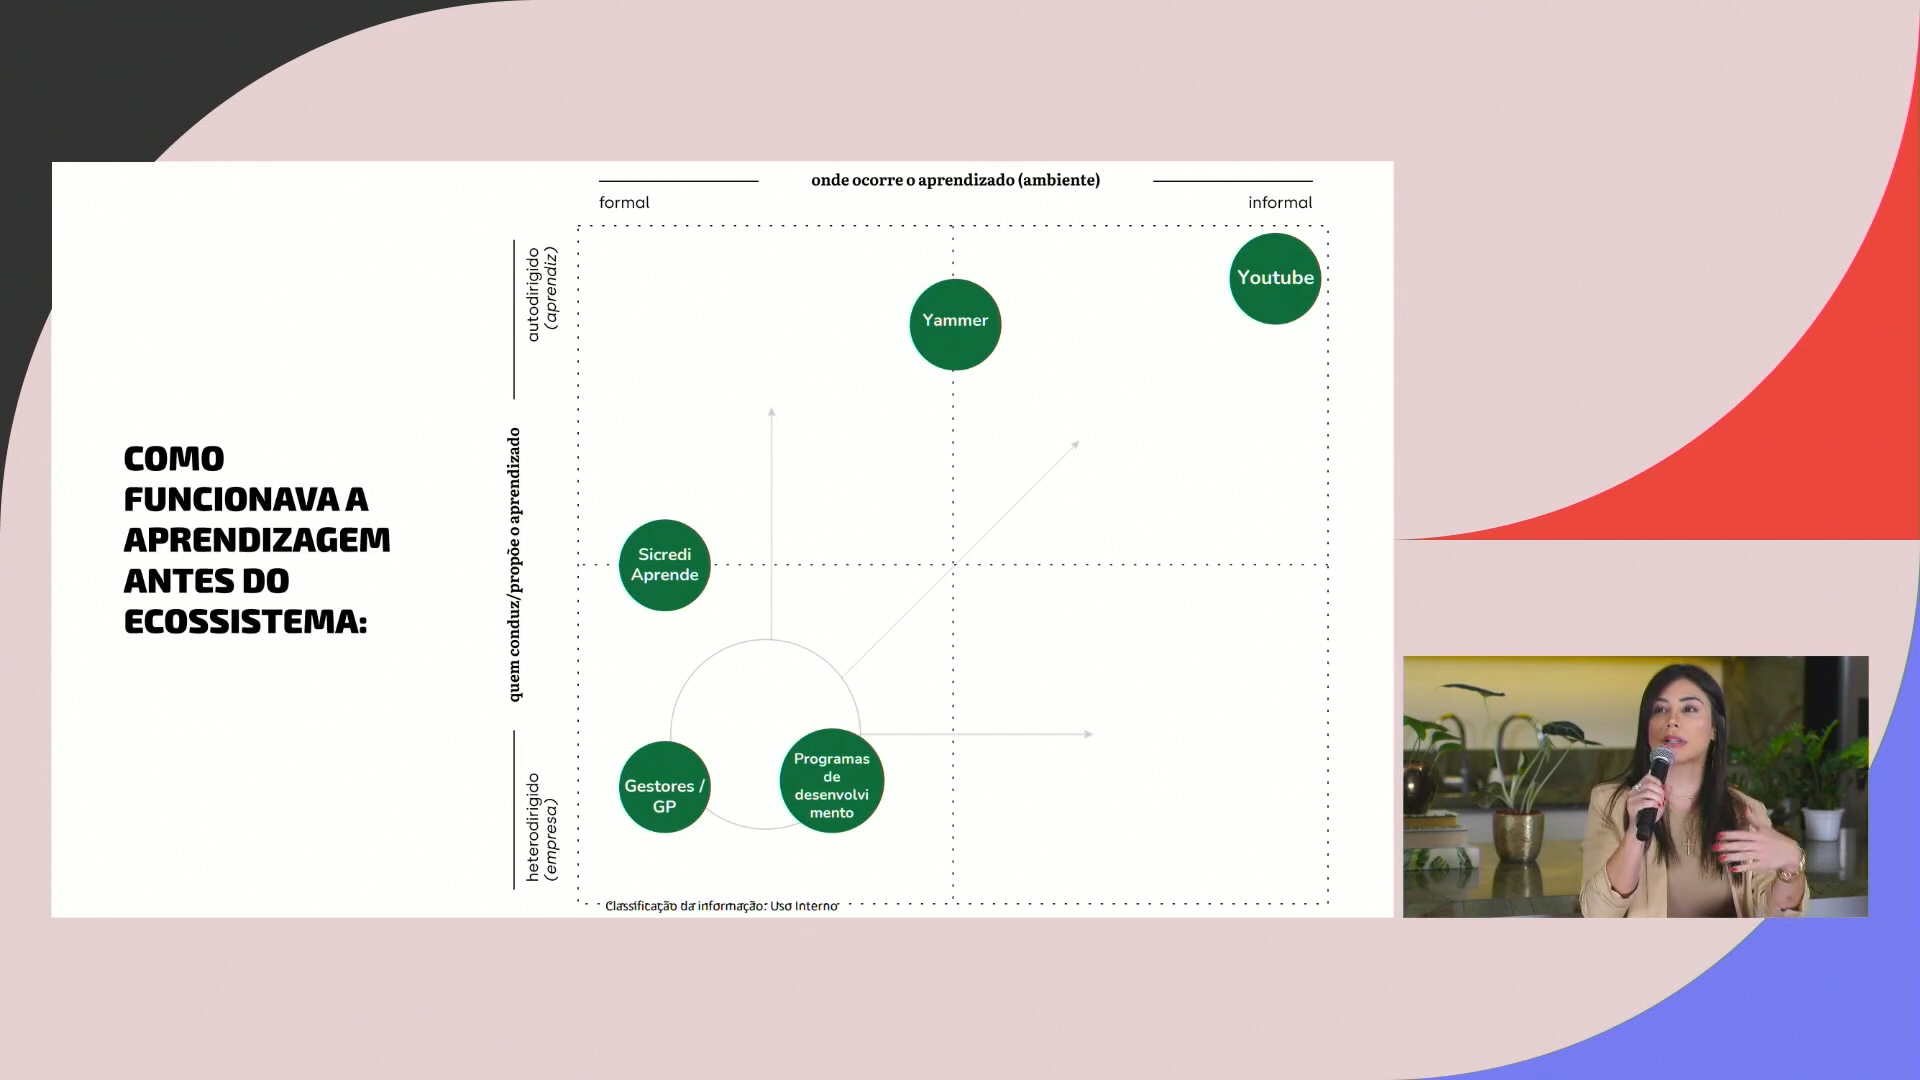 onde ocorre o aprendizado (ambiente)
formal
informal
autodirigido
(aprendiz)
Youtube
Yammer
COMO
FUNCIONAVA A
APRENDIZAGEM
ANTES DO
ECOSSISTEMA:
quem conduz/propõe o aprendizado
Sicredi
Aprende
Gestores /
GP
Programas
de
desenvolvi
mento
heterodirigido
(empresa)
Classificação da informação: Uso Interno